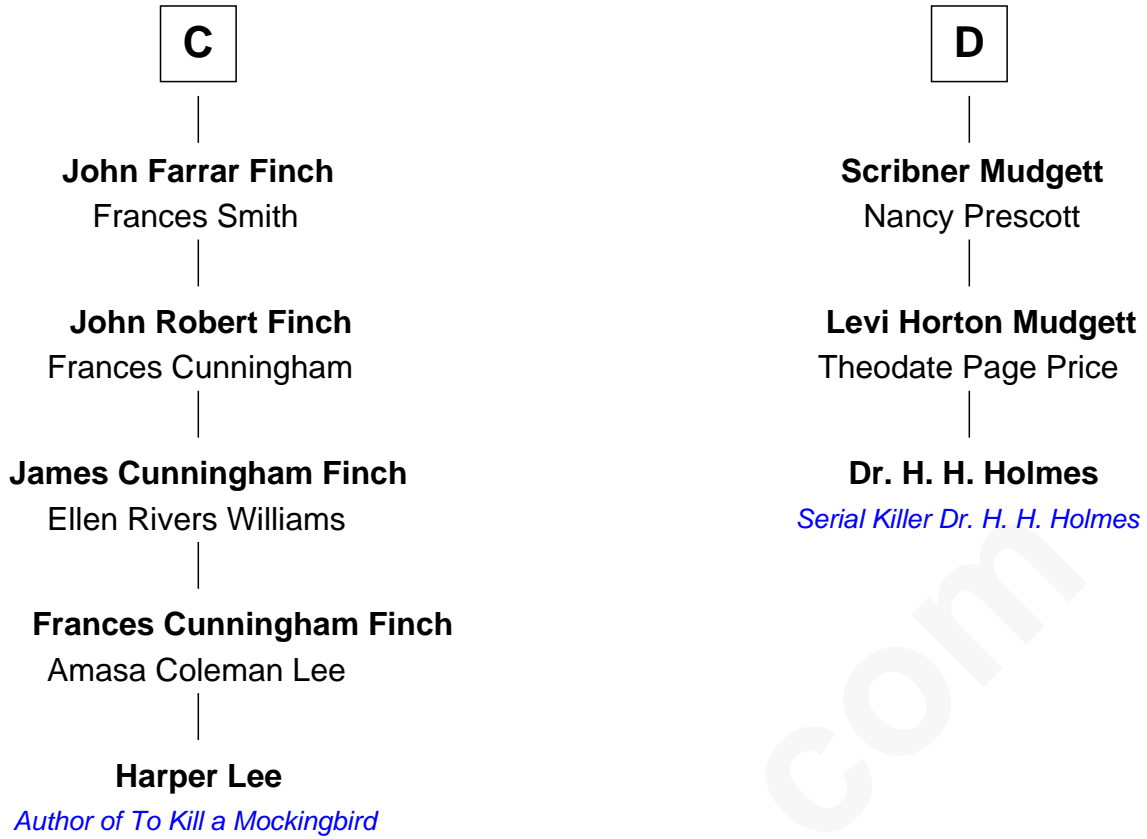 C
John Farrar Finch
Frances Smith
John Robert Finch
Frances Cunningham
James Cunningham Finch
Ellen Rivers Williams
Frances Cunningham Finch
Amasa Coleman Lee
Harper Lee
Author of To Kill a Mockingbird
D
Scribner Mudgett
Nancy Prescott
Levi Horton Mudgett
Theodate Page Price
Dr. H. H. Holmes
Serial Killer Dr. H. H. Holmes
com